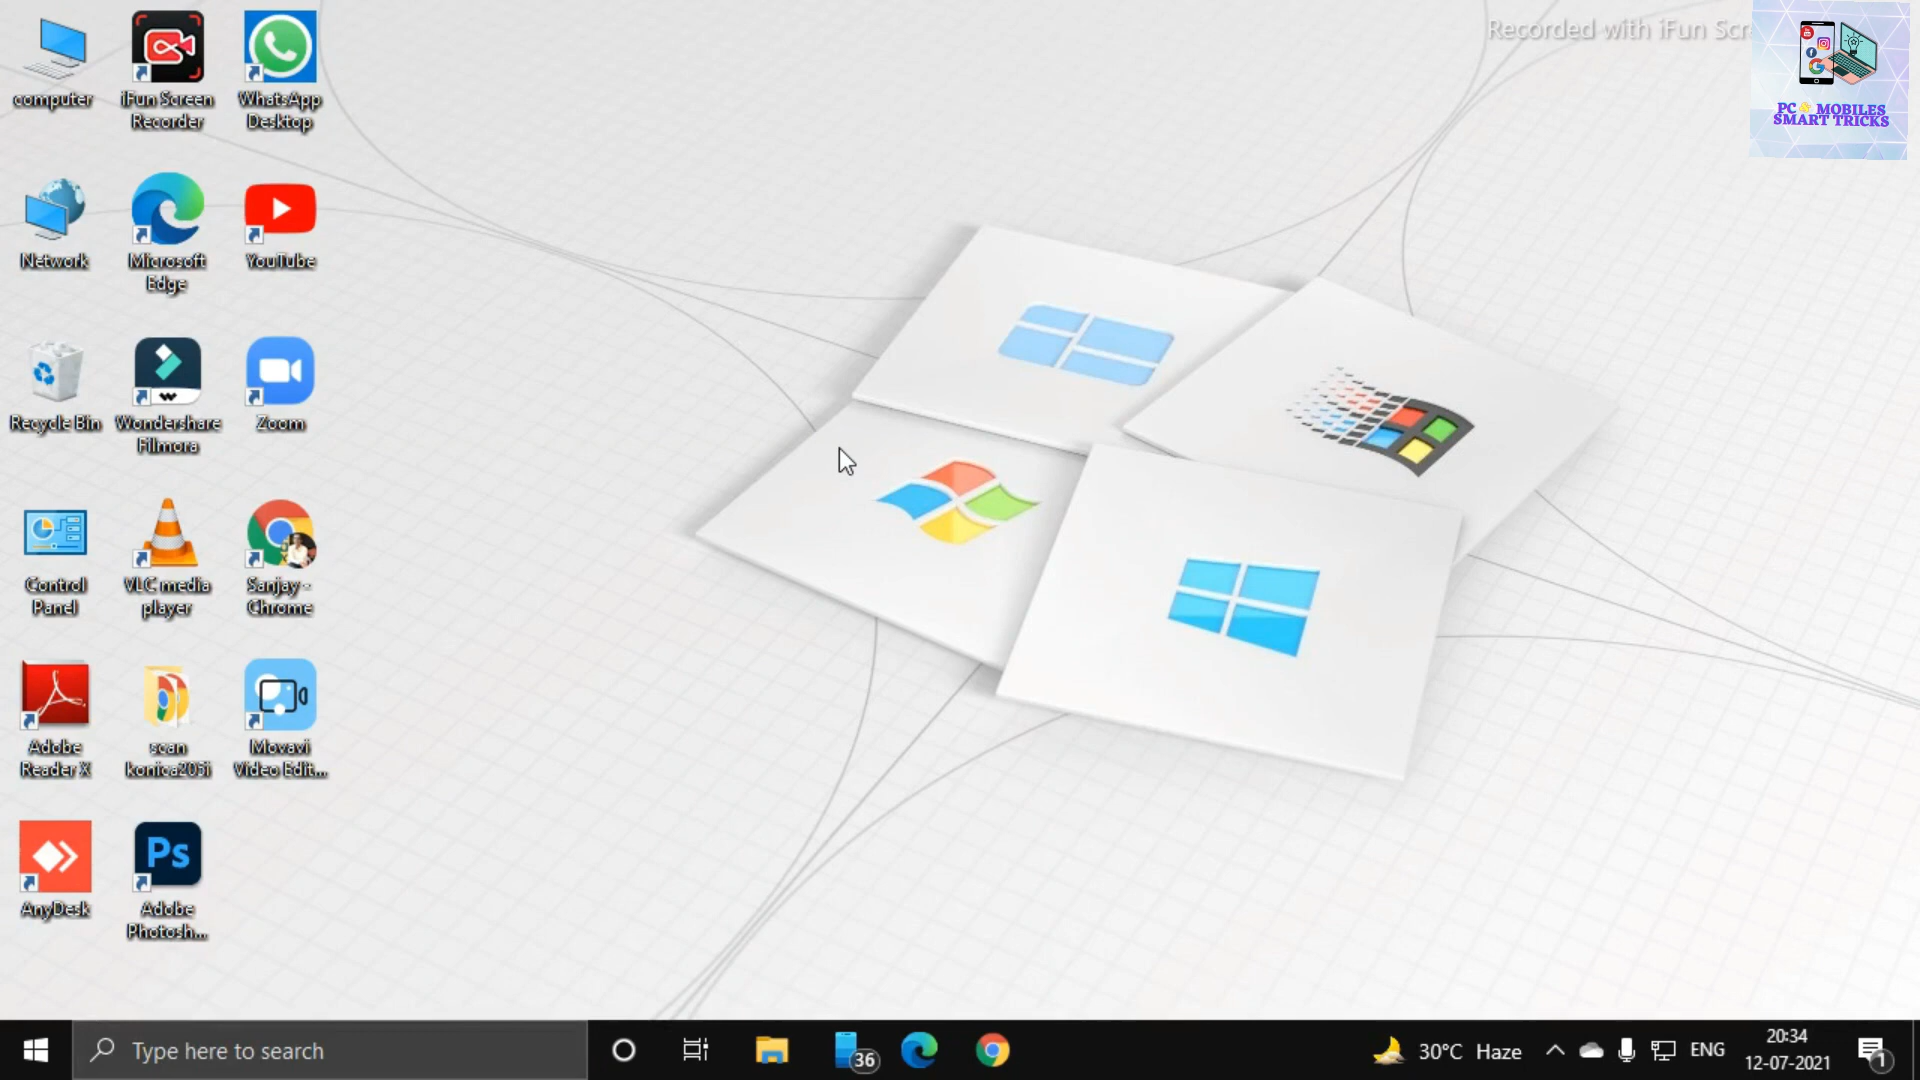 computer
iFun Screen
Recorder
WhatsApp
Desktop
Recorded with iFun Scr
PC MOBILES
SMART TRICKS
Network
Microsoft
Edge
YouTube
Recycle Bin
Wondershare
Filmora
Zoom
Control
Panel
VLC media
player
Sanjay -
Chrome
Adobe
Reader X
scan
konica205i
Movavi
Video Edit...
AnyDesk
Ps
Adobe
Photosh...
Type here to search
36
30°C Haze
ENG
20:34
12-07-2021
1